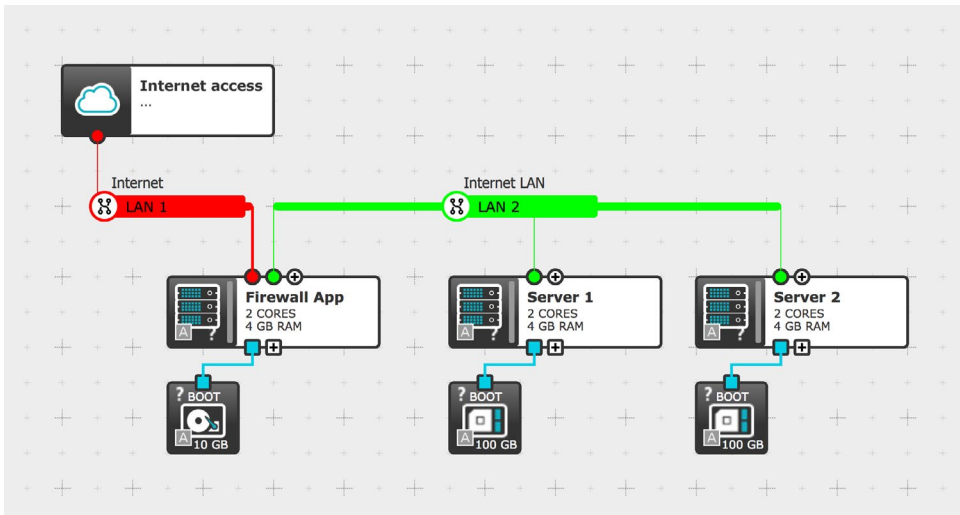 Internet access
...
Internet
LAN 1
Internet LAN
LAN 2
Firewall App
2 CORES
4 GB RAM
A
?
Server 1
2 CORES
4 GB RAM
A
?
Server 2
2 CORES
4 GB RAM
A
?
? BOOT
A
10 GB
? BOOT
A
100 GB
? BOOT
A
100 GB